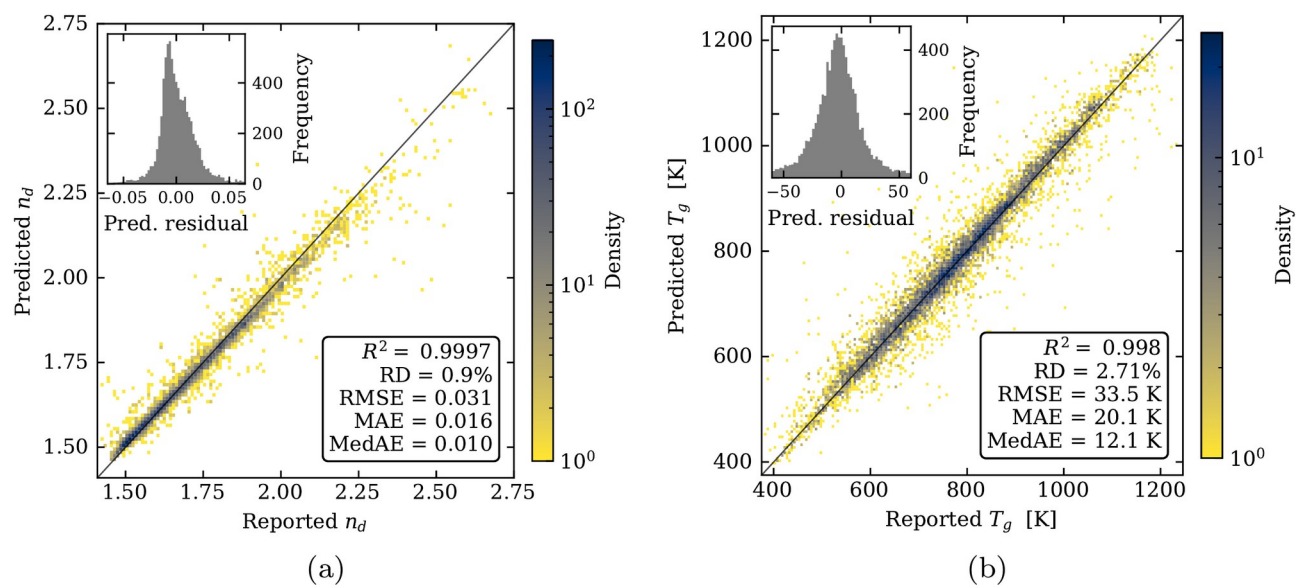 2.75
2.50
2.25
2.00
1.75
1.50
Predicted n_d
400
200
0
Frequency
−0.05 0.00 0.05
Pred. residual
R² = 0.9997
RD = 0.9%
RMSE = 0.031
MAE = 0.016
MedAE = 0.010
1.50 1.75 2.00 2.25 2.50 2.75
Reported n_d
10²
10¹
10⁰
Density
(a)
1200
1000
800
600
400
Predicted T_g [K]
400
200
0
Frequency
−50 0 50
Pred. residual
R² = 0.998
RD = 2.71%
RMSE = 33.5 K
MAE = 20.1 K
MedAE = 12.1 K
400 600 800 1000 1200
Reported T_g [K]
10¹
10⁰
Density
(b)